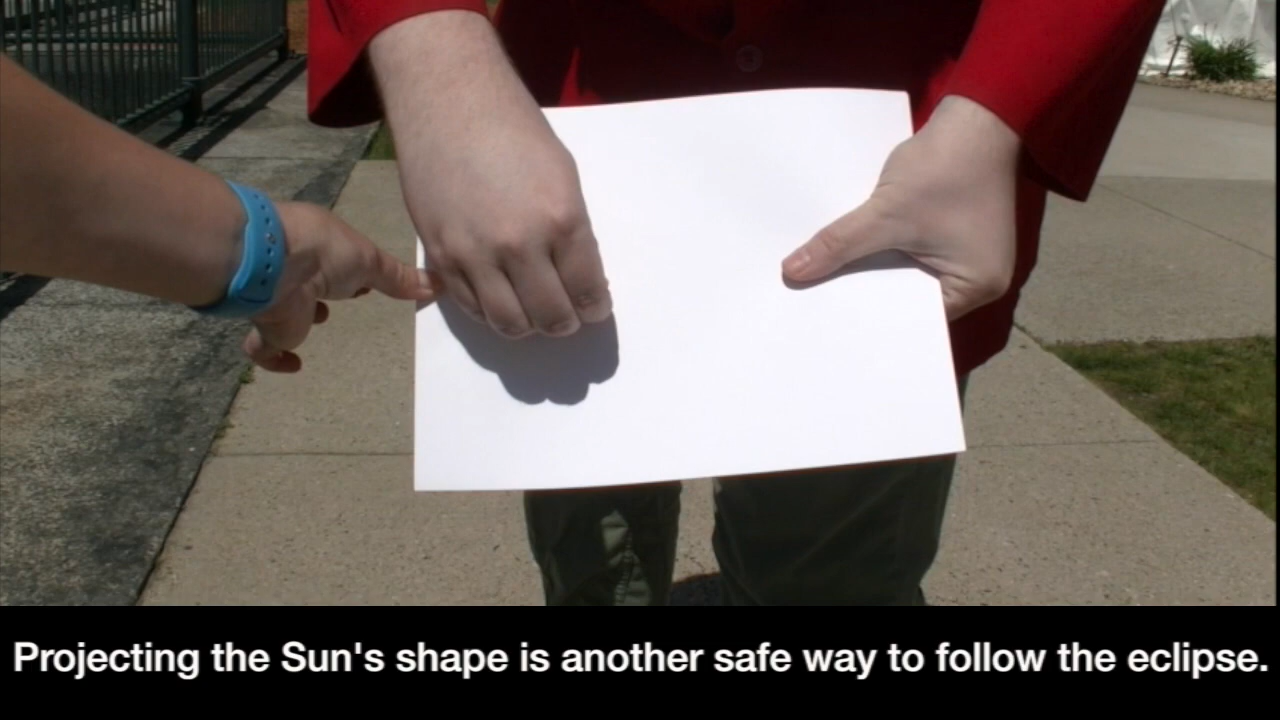 Projecting the Sun's shape is another safe way to follow the eclipse.